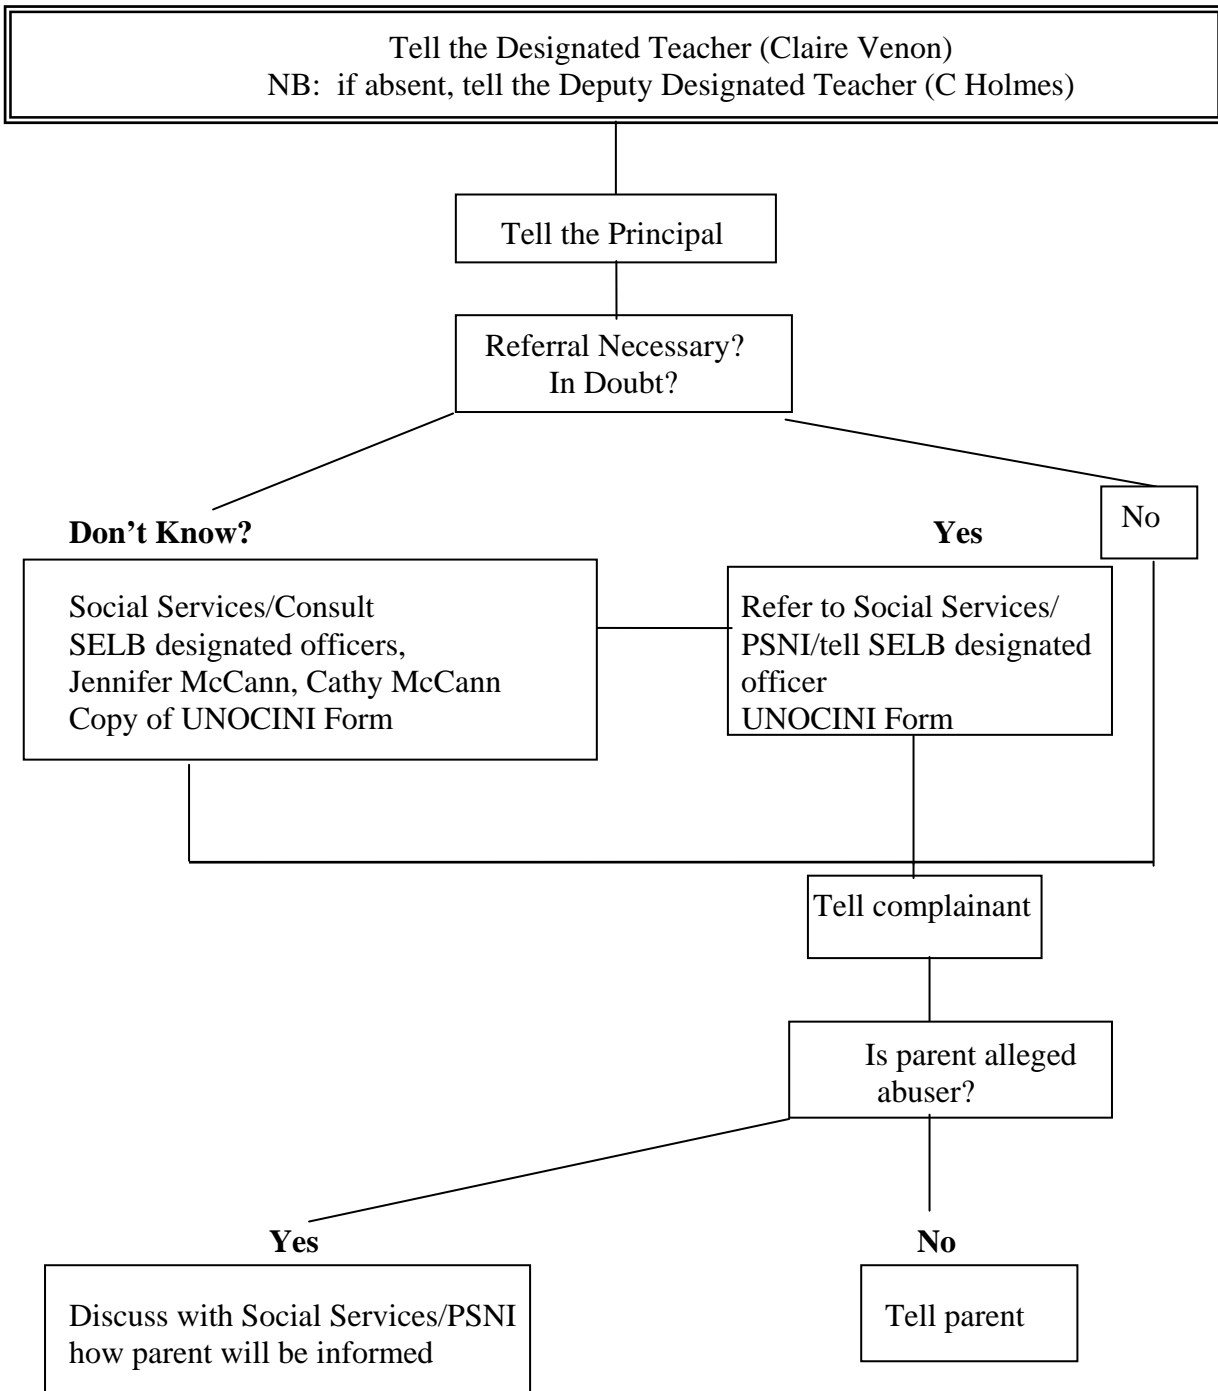 Tell the Designated Teacher (Claire Venon)
NB: if absent, tell the Deputy Designated Teacher (C Holmes)
Tell the Principal
Referral Necessary?
In Doubt?
No
Don't Know?
Yes
Social Services/Consult
SELB designated officers,
Jennifer McCann, Cathy McCann
Copy of UNOCINI Form
Refer to Social Services/
PSNI/tell SELB designated
officer
UNOCINI Form
Tell complainant
Is parent alleged
abuser?
Yes
No
Discuss with Social Services/PSNI
how parent will be informed
Tell parent